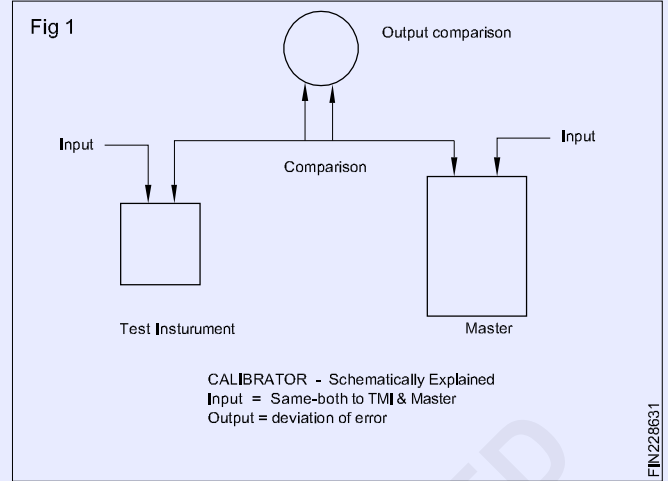 Fig 1
Output comparison
Input
Input
Comparison
Test Insturument
Master
CALIBRATOR - Schematically Explained
Input = Same-both to TMI & Master
Output = deviation of error
FIN228631